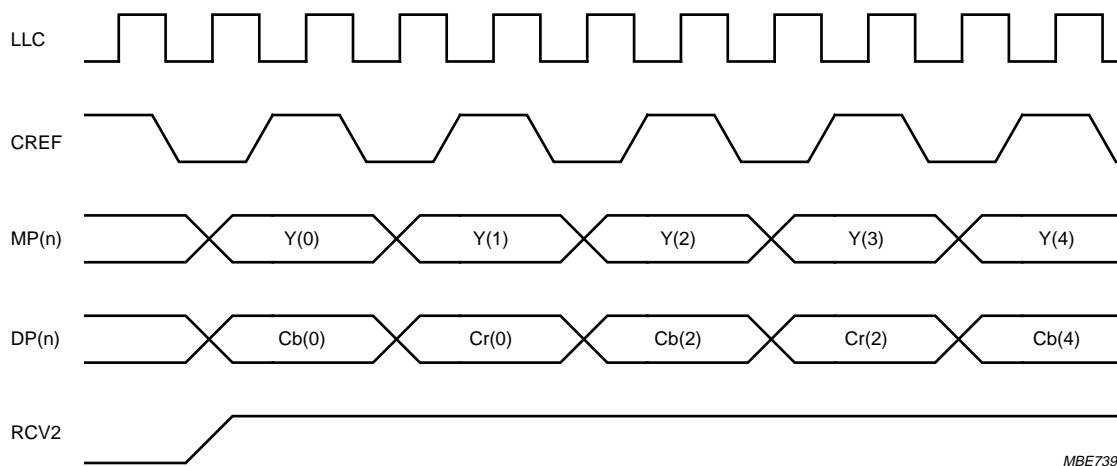 LLC
CREF
MP(n) Y(0) Y(1) Y(2) Y(3) Y(4)
DP(n) Cb(0) Cr(0) Cb(2) Cr(2) Cb(4)
RCV2
MBE739